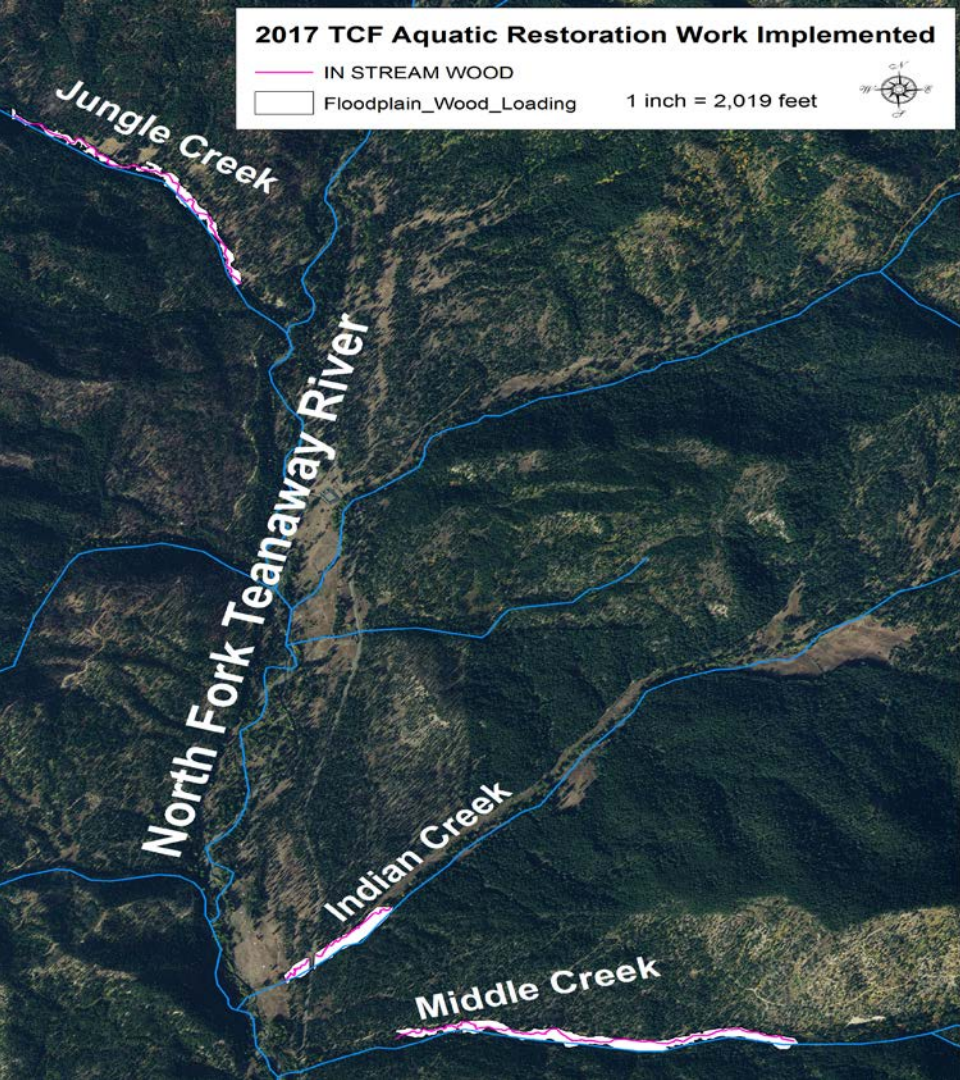 2017 TCF Aquatic Restoration Work Implemented
IN STREAM WOOD
Floodplain_Wood_Loading
1 inch = 2,019 feet
N
W
E
S
Jungle Creek
North Fork Teanaway River
Indian Creek
Middle Creek